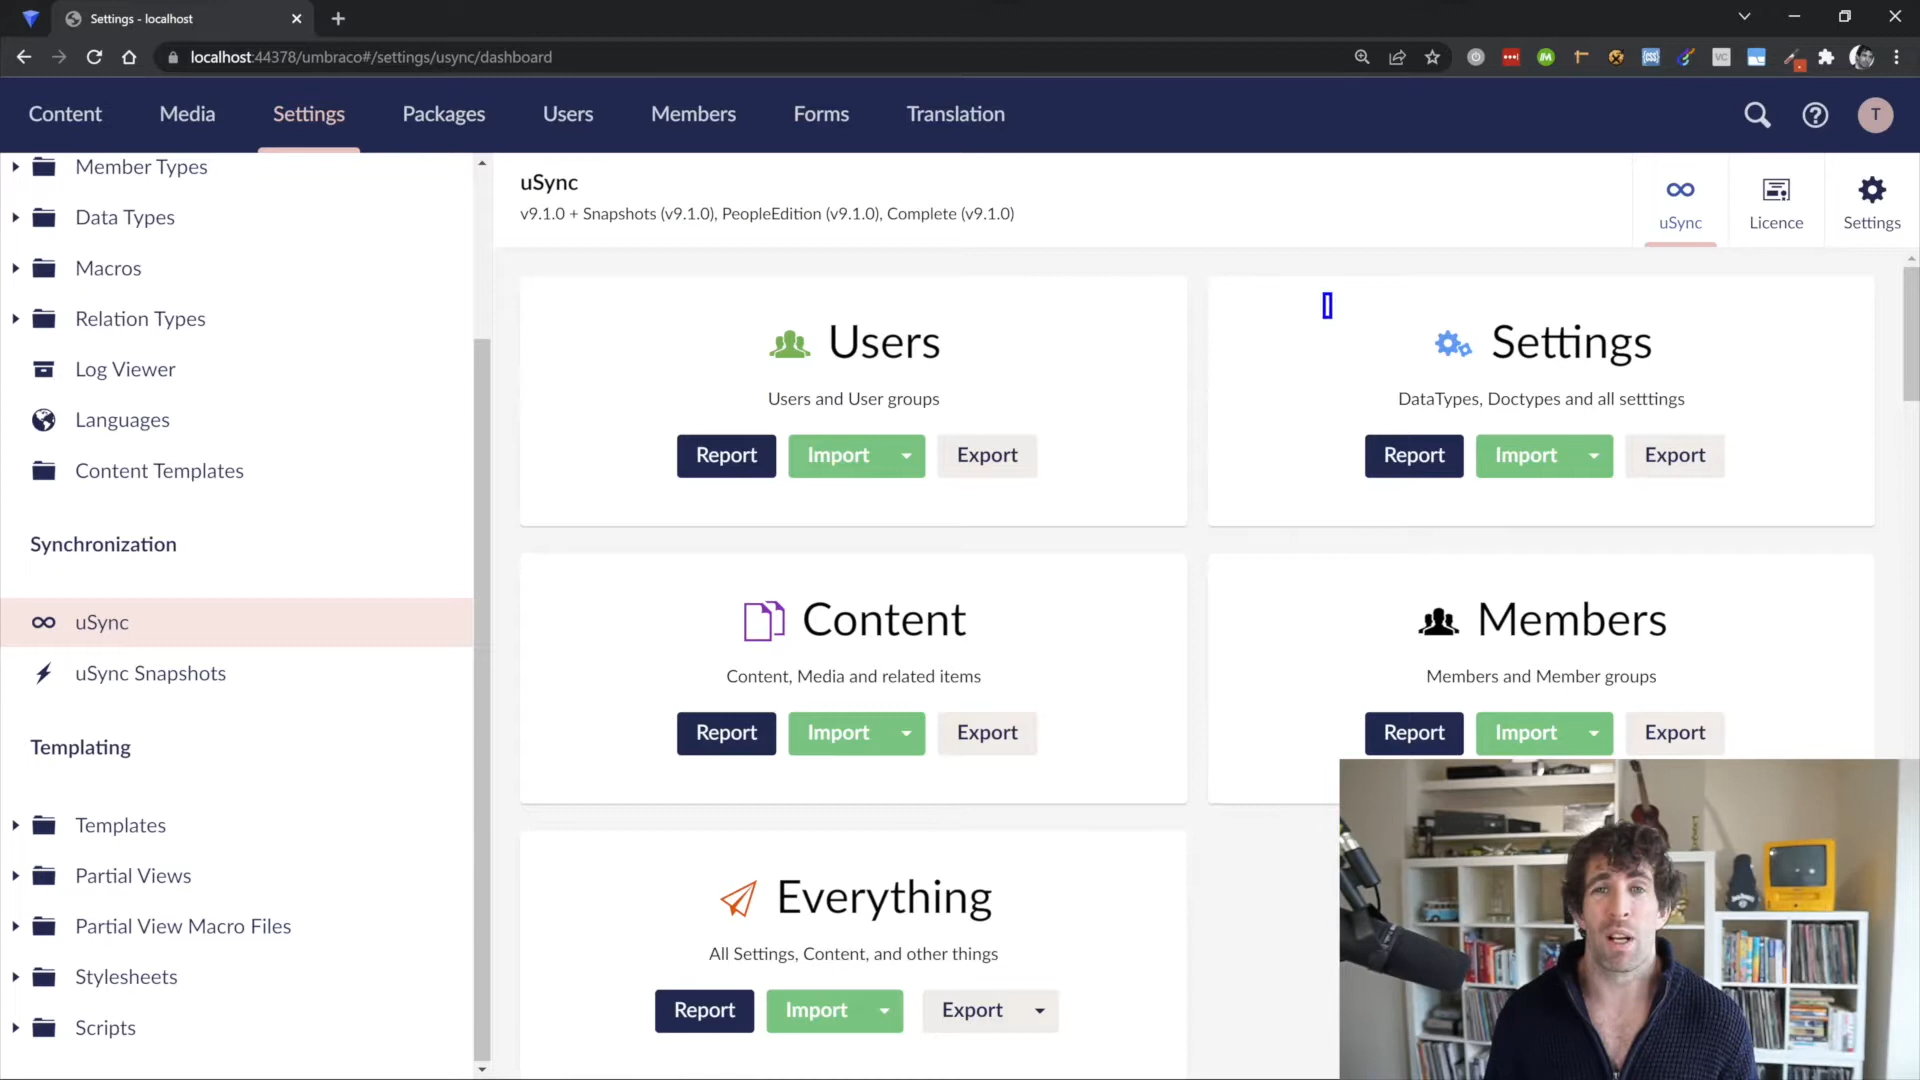 Settings - localhost
localhost:44378/umbraco#/settings/usync/dashboard
Content
Media
Settings
Packages
Users
Members
Forms
Translation
T
Member Types
Data Types
Macros
Relation Types
Log Viewer
Languages
Content Templates
Synchronization
uSync
uSync Snapshots
Templating
Templates
Partial Views
Partial View Macro Files
Stylesheets
Scripts
uSync
v9.1.0 + Snapshots (v9.1.0), PeopleEdition (v9.1.0), Complete (v9.1.0)
uSync
Licence
Settings
Users
Users and User groups
Report
Import
Export
Settings
DataTypes, Doctypes and all setttings
Report
Import
Export
Content
Content, Media and related items
Report
Import
Export
Members
Members and Member groups
Report
Import
Export
Everything
All Settings, Content, and other things
Report
Import
Export